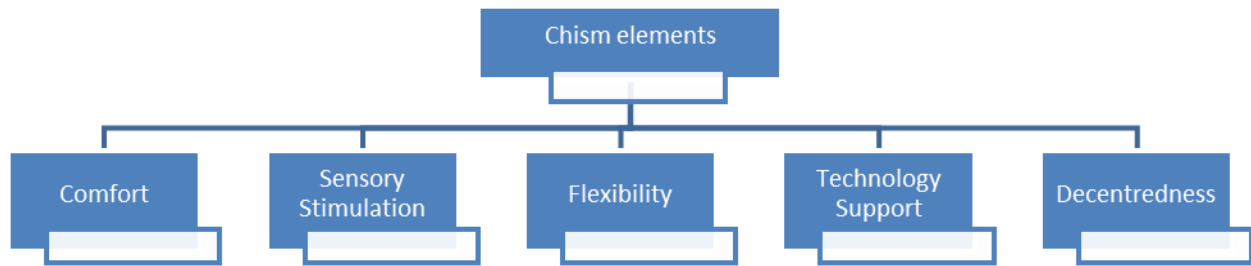 Chism elements
Comfort
Sensory
Stimulation
Flexibility
Technology
Support
Decentredness